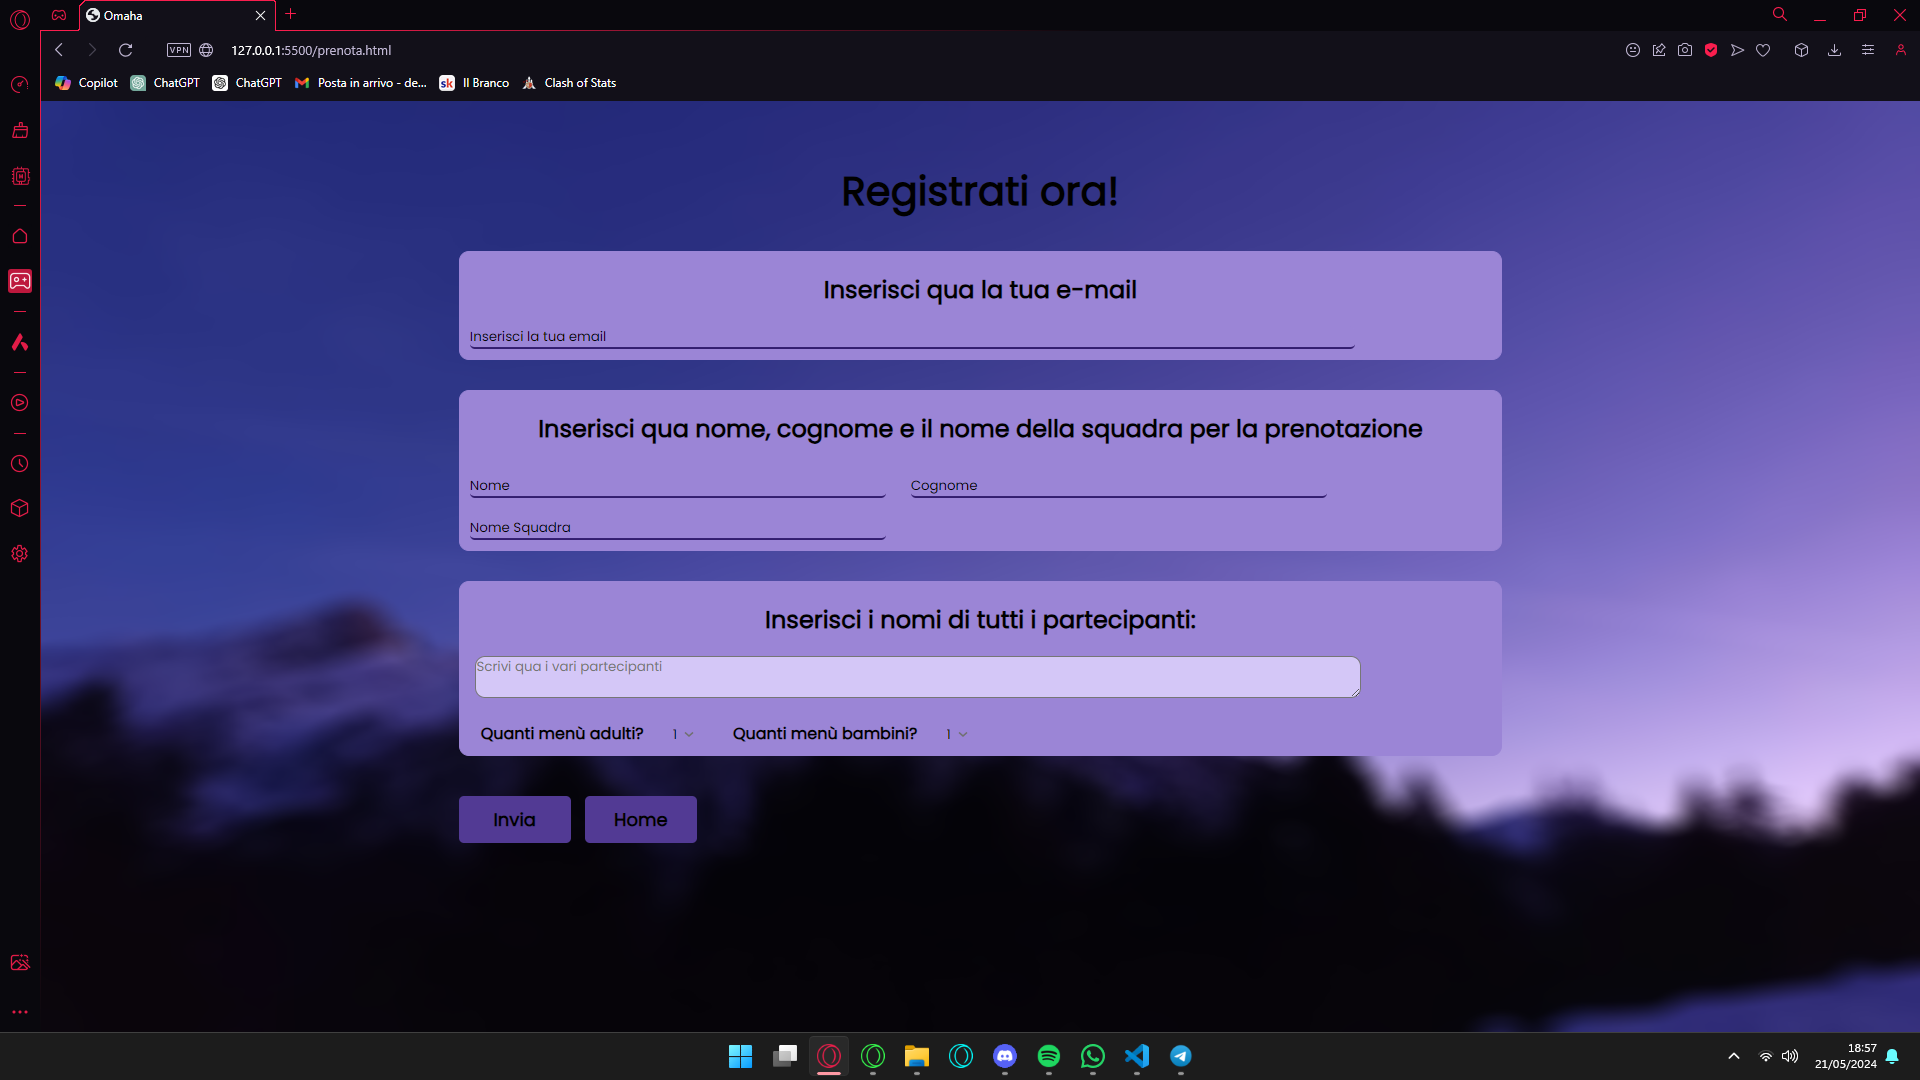 Omaha
VPN 127.0.0.1:5500/prenota.html
Copilot ChatGPT ChatGPT Posta in arrivo - de... sk Il Branco Clash of Stats
Registrati ora!
Inserisci qua la tua e-mail
Inserisci la tua email
Inserisci qua nome, cognome e il nome della squadra per la prenotazione
Nome Cognome
Nome Squadra
Inserisci i nomi di tutti i partecipanti:
Scrivi qua i vari partecipanti
Quanti menù adulti? 1 Quanti menù bambini? 1
Invia Home
18:57
21/05/2024